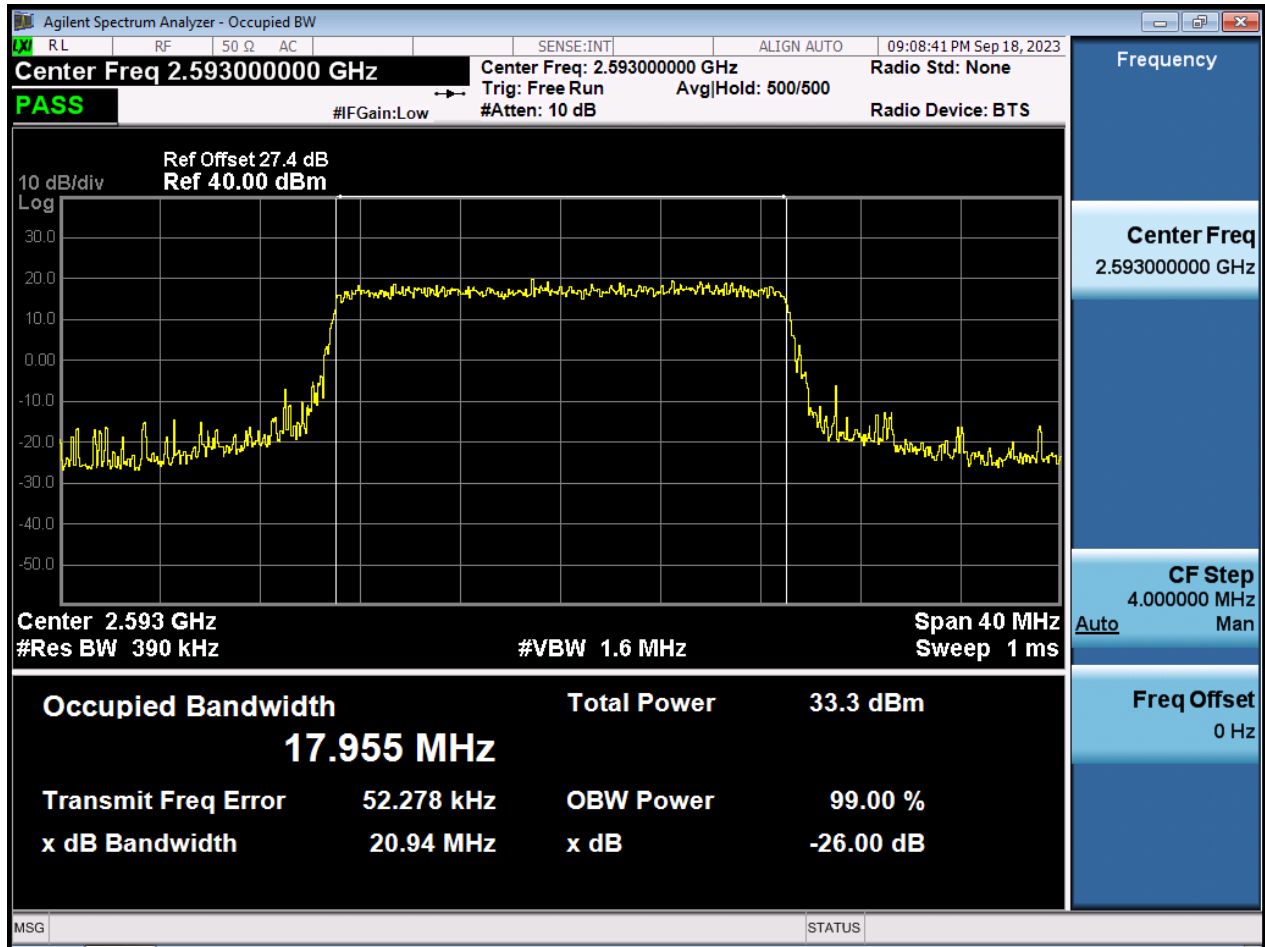 Agilent Spectrum Analyzer - Occupied BW
LXI RL RF 50 Ω AC SENSE:INT ALIGN AUTO 09:08:41 PM Sep 18, 2023
Center Freq 2.593000000 GHz
PASS
#IFGain:Low
Center Freq: 2.593000000 GHz
Trig: Free Run Avg|Hold: 500/500
#Atten: 10 dB
Radio Std: None
Radio Device: BTS
Ref Offset 27.4 dB
10 dB/div Ref 40.00 dBm
Log
30.0
20.0
10.0
0.00
-10.0
-20.0
-30.0
-40.0
-50.0
Center 2.593 GHz Span 40 MHz
#Res BW 390 kHz #VBW 1.6 MHz Sweep 1 ms
Occupied Bandwidth Total Power 33.3 dBm
17.955 MHz
Transmit Freq Error 52.278 kHz OBW Power 99.00 %
x dB Bandwidth 20.94 MHz x dB -26.00 dB
MSG STATUS
Frequency
Center Freq
2.593000000 GHz
CF Step
4.000000 MHz
Auto Man
Freq Offset
0 Hz